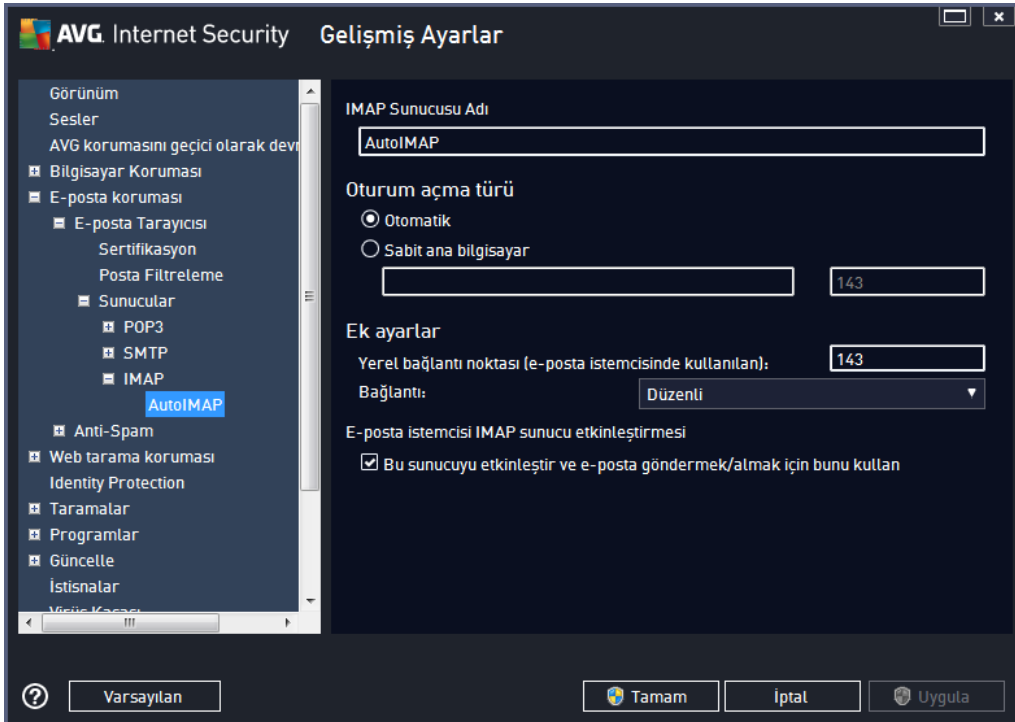 AVG. Internet Security Gelişmiş Ayarlar
Görünüm
Sesler
AVG korumasını geçici olarak devr
Bilgisayar Koruması
E-posta koruması
E-posta Tarayıcısı
Sertifikasyon
Posta Filtreleme
Sunucular
POP3
SMTP
IMAP
AutoIMAP
Anti-Spam
Web tarama koruması
Identity Protection
Taramalar
Programlar
Güncelle
İstisnalar
Virüs Kasası
IMAP Sunucusu Adı
AutoIMAP
Oturum açma türü
Otomatik
Sabit ana bilgisayar
143
Ek ayarlar
Yerel bağlantı noktası (e-posta istemcisinde kullanılan): 143
Bağlantı: Düzenli
E-posta istemcisi IMAP sunucu etkinleştirmesi
Bu sunucuyu etkinleştir ve e-posta göndermek/almak için bunu kullan
? Varsayılan Tamam İptal Uygula